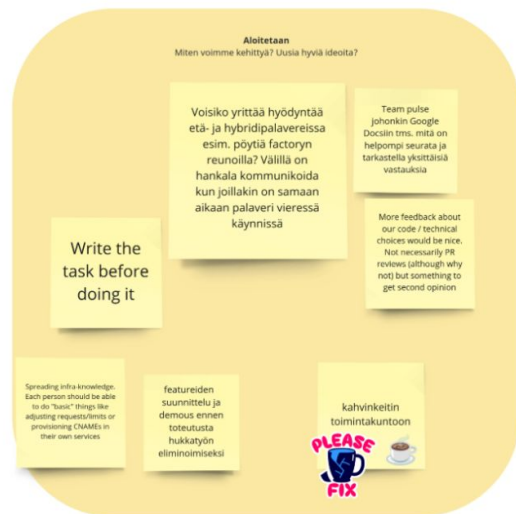 Aloitetaan
Miten voimme kehittyä? Uusia hyviä ideoita?
Voisiko yrittää hyödyntää
etä- ja hybridipalavereissa
esim. pöytiä factoryn
reunoilla? Välillä on
hankala kommunikoida
kun joillakin on samaan
aikaan palaveri vieressä
käynnissä
Team pulse
johonkin Google
Docsiin tms. mitä on
helpompi seurata ja
tarkastella yksittäisiä
vastauksia
More feedback about
our code / technical
choices would be nice.
Not necessarily PR
reviews (although why
not) but something to
get second opinion
Write the
task before
doing it
Spreading infra knowledge.
Each person should be able
to do "basic" things like
adjusting requests/limits or
provisioning CNAMEs in
their own services
featureiden
suunnittelu ja
demous ennen
toteutusta
hukkatyön
eliminoimiseksi
kahvinkeitin
toimintakuntoon
PLEASE
FIX